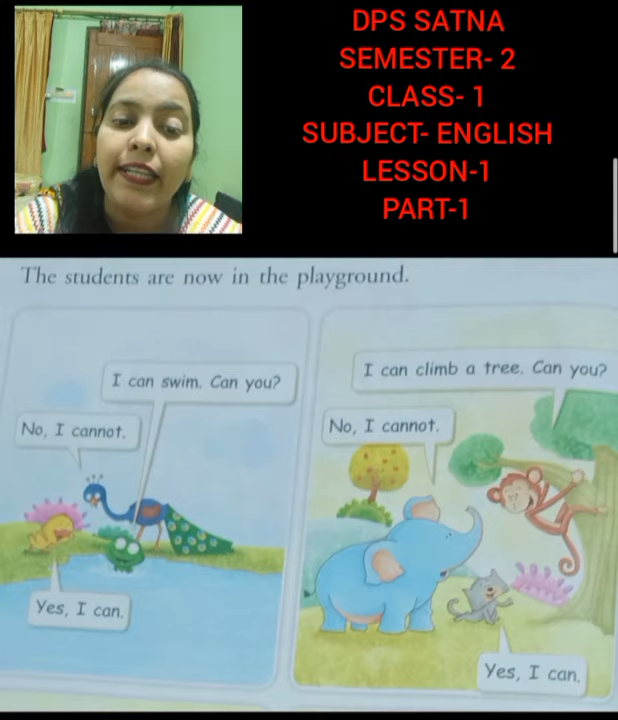 DPS SATNA
SEMESTER- 2
CLASS- 1
SUBJECT- ENGLISH
LESSON-1
PART-1
The students are now in the playground.
I can swim. Can you?
No, I cannot.
Yes, I can.
I can climb a tree. Can you?
No, I cannot.
Yes, I can.